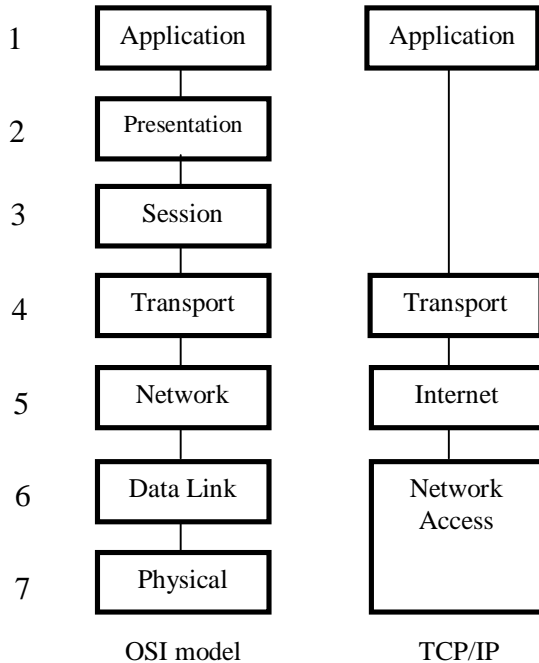 1 Application Application
2 Presentation
3 Session
4 Transport Transport
5 Network Internet
6 Data Link Network
Access
7 Physical
OSI model TCP/IP